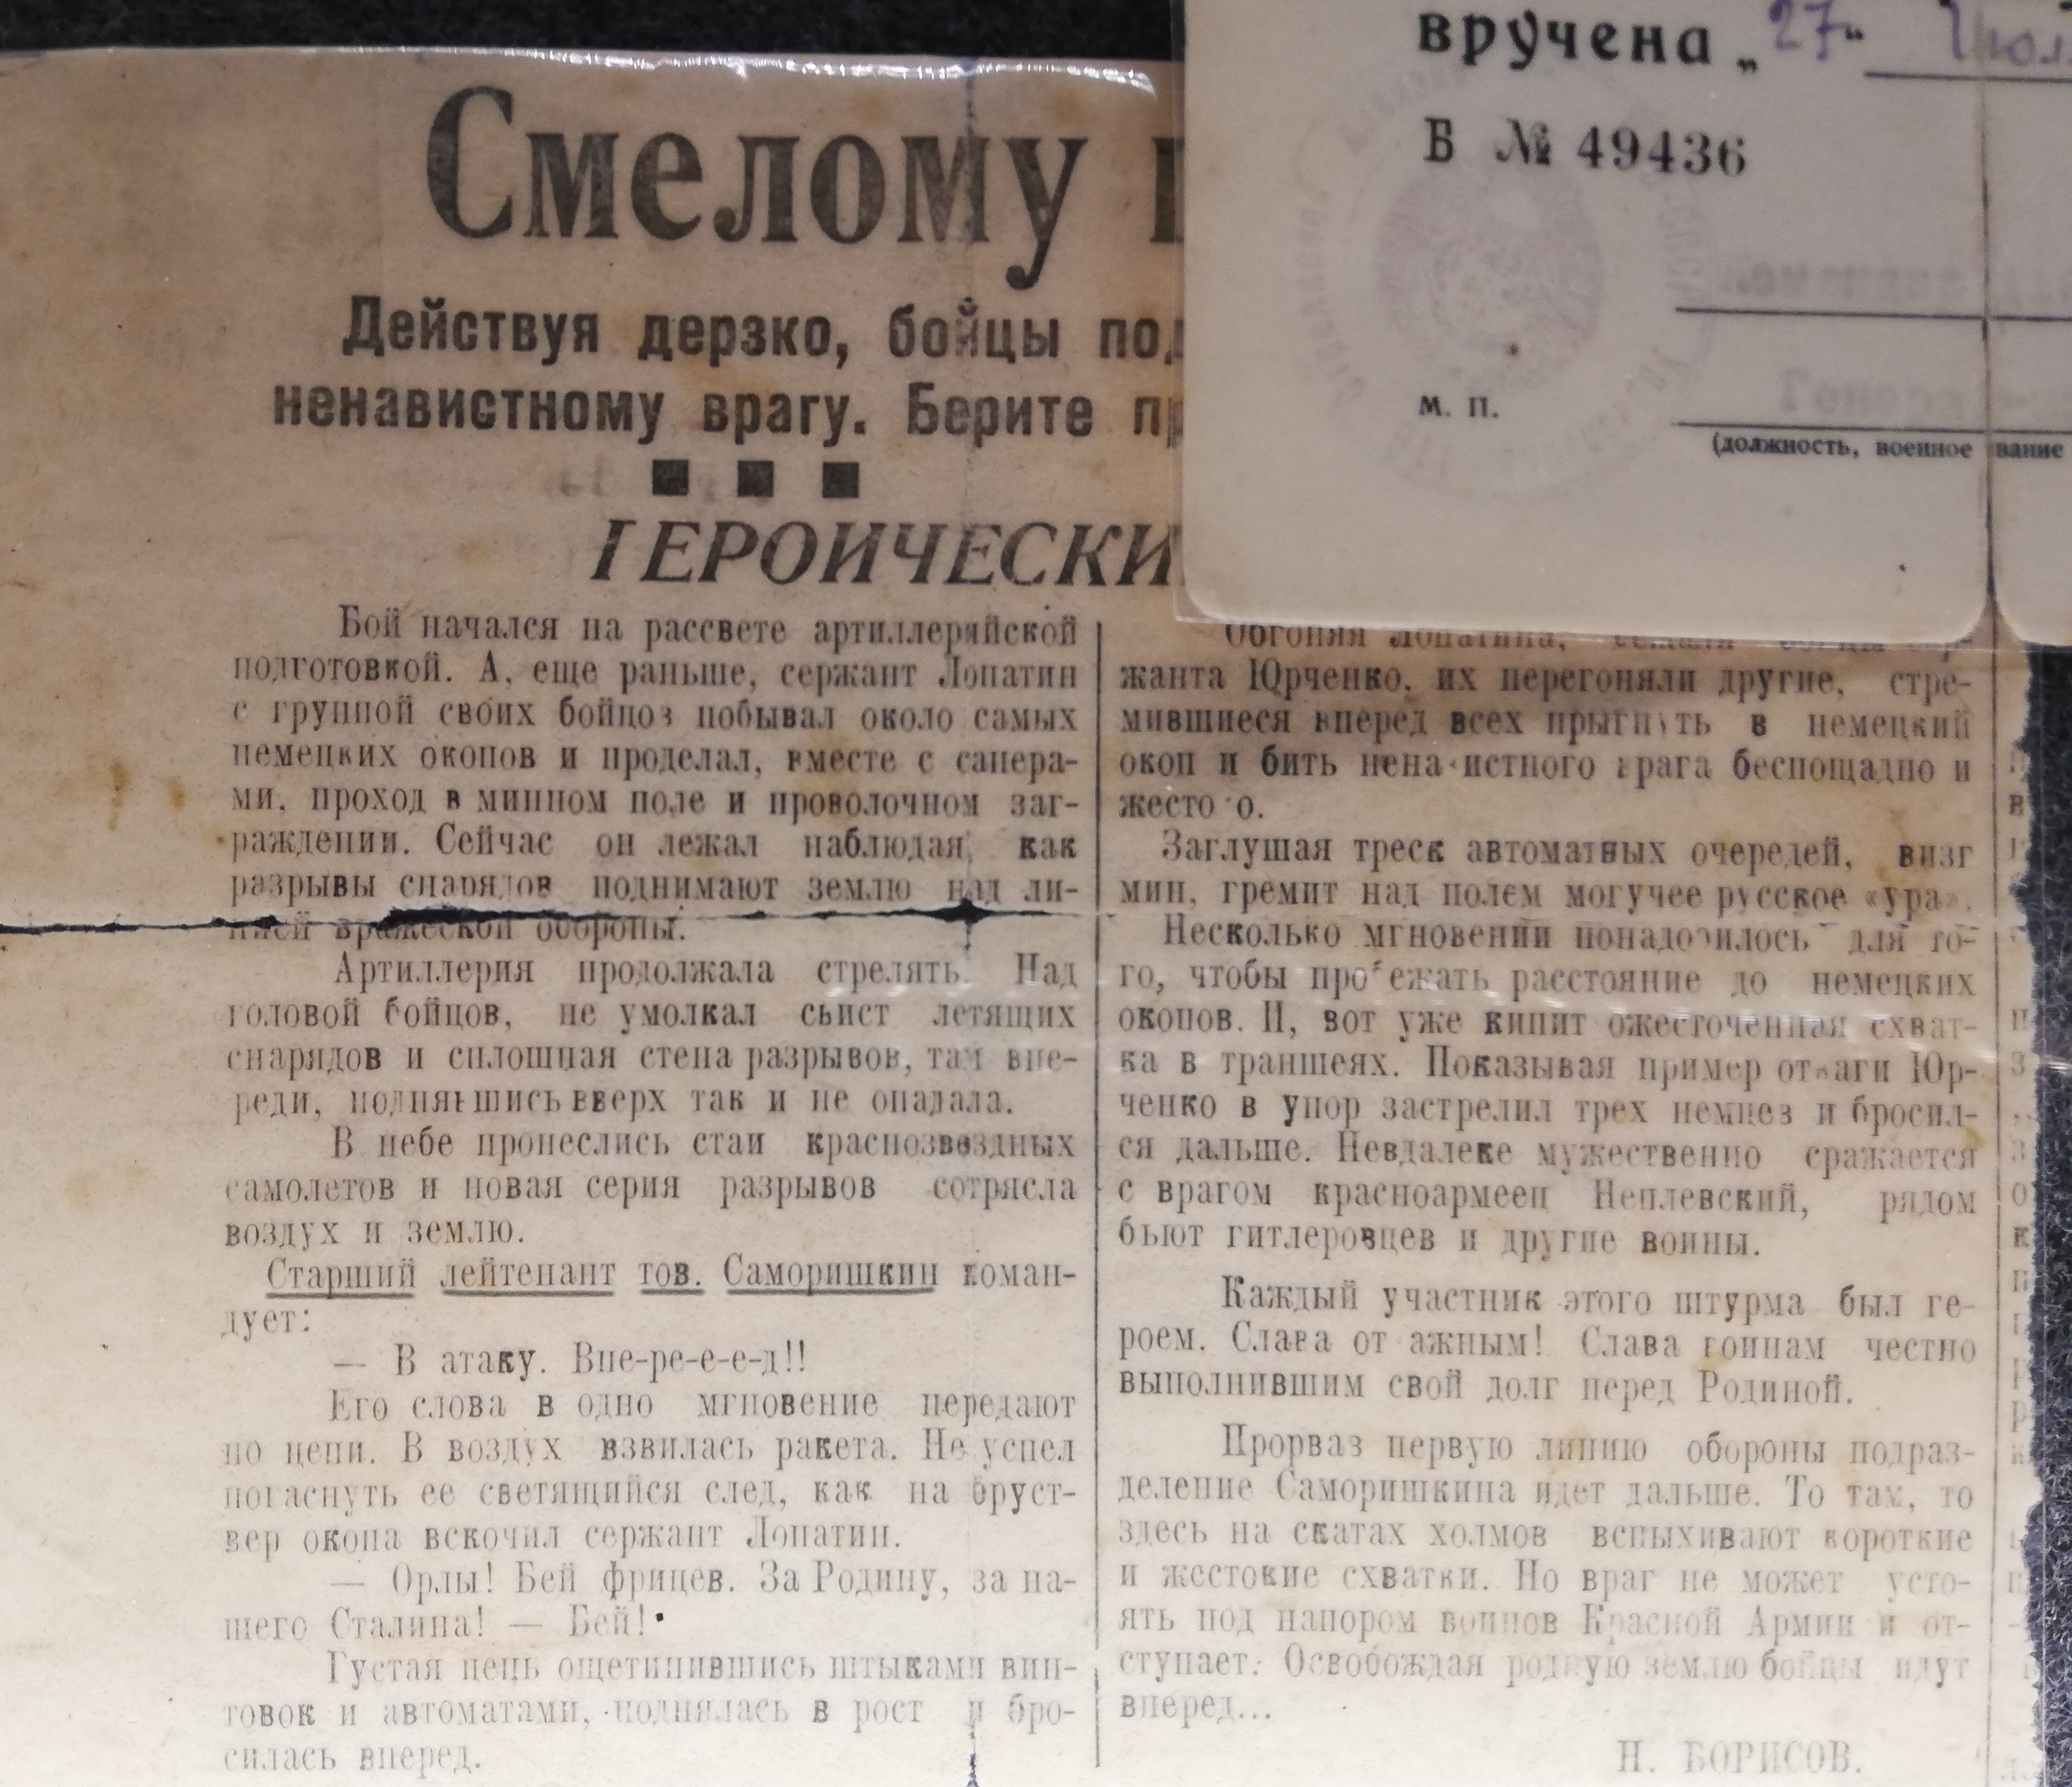 Смелому
Действуя дерзко, бойцы
ненавистному врагу. Берите
ГЕРОИЧЕСКИ
Бой начался на рассвете артиллерийской
подготовкой. А, еще раньше, сержант Лопатин
с группой своих бойцов побывал около самых
немецких окопов и проделал, вместе с сапера-
ми, проход в минном поле и проволочном заг-
раждении. Сейчас он лежал наблюдая, как
разрывы снарядов поднимают землю над ли-
нией вражеской обороны.
Артиллерия продолжала стрелять. Над
головой бойцов, не умолкал свист летящих
снарядов и сплошная стена разрывов, там впе-
реди, поднявшись вверх так и не опадала.
В небе пронеслись стаи краснозвездных
самолетов и новая серия разрывов сотрясла
воздух и землю.
Старший лейтенант тов. Саморишкин коман-
дует:
— В атаку. Впе-ре-е-е-д!!
Его слова в одно мгновение передают
по цепи. В воздух взвилась ракета. Не успел
погаснуть ее светящийся след, как на бруст-
вер окопа вскочил сержант Лопатин.
— Орлы! Бей фрицев. За Родину, за на-
шего Сталина! — Бей!
Густая цепь ощетинившись штыками вин-
товок и автоматами, поднялась в рост и бро-
силась вперед.
Обгоняя Лопатина, бежали бойцы сер-
жанта Юрченко, их перегоняли другие, стре-
мившиеся вперед всех прыгнуть в немецкий
окоп и бить ненавистного врага беспощадно и
жестоко.
Заглушая треск автоматных очередей, визг
мин, гремит над полем могучее русское «ура».
Несколько мгновений понадобилось для то-
го, чтобы пробежать расстояние до немецких
окопов. И, вот уже кипит ожесточенная схват-
ка в траншеях. Показывая пример отваги Юр-
ченко в упор застрелил трех немцев и бросил-
ся дальше. Невдалеке мужественно сражается
с врагом красноармеец Неплевский, рядом
бьют гитлеровцев и другие воины.
Каждый участник этого штурма был ге-
роем. Слава отважным! Слава воинам честно
выполнившим свой долг перед Родиной.
Прорвав первую линию обороны подраз-
деление Саморишкина идет дальше. То там, то
здесь на скатах холмов вспыхивают короткие
и жестокие схватки. Но враг не может усто-
ять под напором воинов Красной Армии и от-
ступает. Освобождая родную землю бойцы идут
вперед...
Н. БОРИСОВ.
вручена „27“
Б № 49436
М. П.
(должность, военное звание